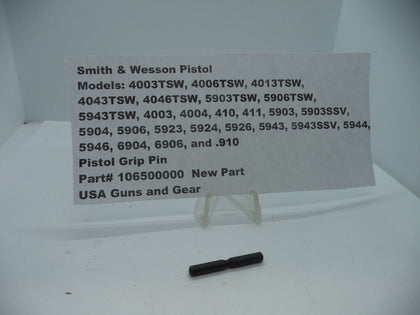 Smith & Wesson Pistol
Models: 4003TSW, 4006TSW, 4013TSW,
4043TSW, 4046TSW, 5903TSW, 5906TSW,
5943TSW, 4003, 4004, 410, 411, 5903, 5903SSV,
5904, 5906, 5923, 5924, 5926, 5943, 5943SSV, 5944,
5946, 6904, 6906, and .910
Pistol Grip Pin
Part# 106500000 New Part
USA Guns and Gear